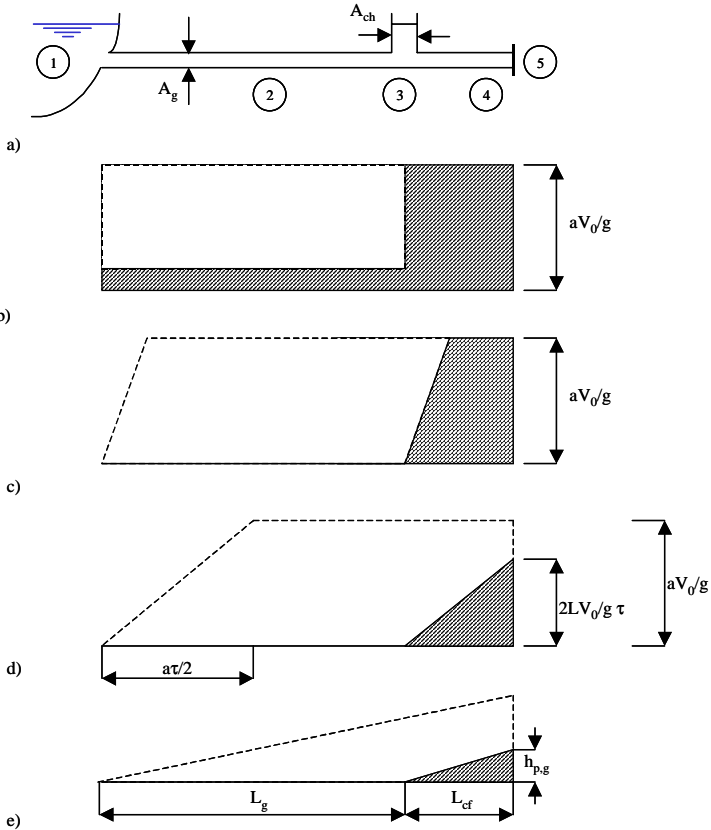 A_ch
1
A_g
2
3
4
5
a)
aV_0/g
b)
aV_0/g
c)
2LV_0/g τ
aV_0/g
aτ/2
d)
h_p,g
L_g
L_cf
e)